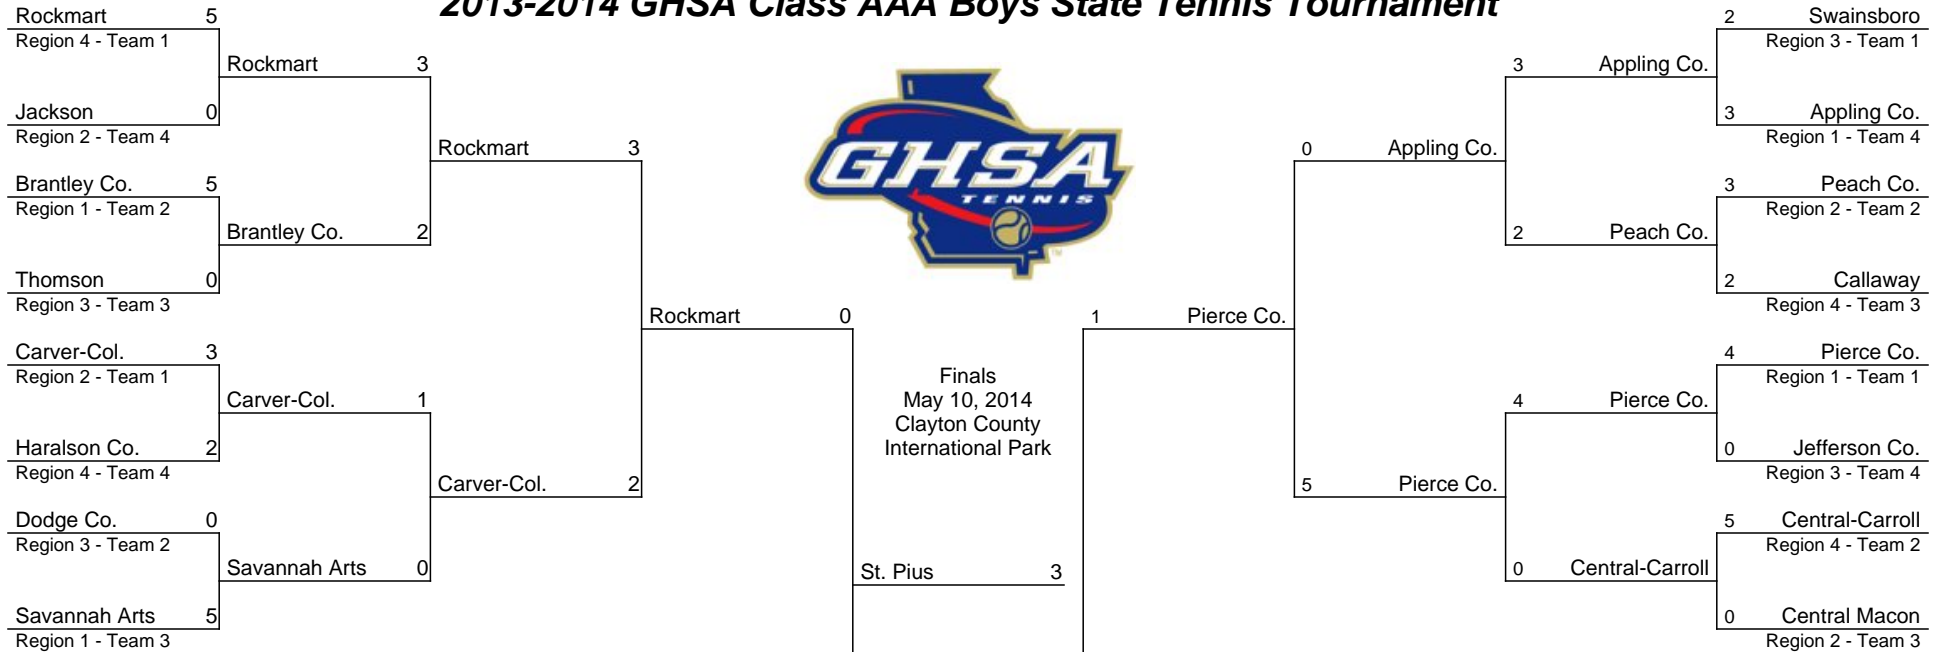 2013-2014 GHSA Class AAA Boys State Tennis Tournament
Rockmart 5
Region 4 - Team 1
Rockmart 3
Jackson 0
Region 2 - Team 4
Rockmart 3
Brantley Co. 5
Region 1 - Team 2
Brantley Co. 2
Thomson 0
Region 3 - Team 3
Rockmart 0
Carver-Col. 3
Region 2 - Team 1
Carver-Col. 1
Haralson Co. 2
Region 4 - Team 4
Carver-Col. 2
Dodge Co. 0
Region 3 - Team 2
Savannah Arts 0
Savannah Arts 5
Region 1 - Team 3
GHSA
TENNIS
TM
Finals
May 10, 2014
Clayton County
International Park
St. Pius 3
2 Swainsboro
Region 3 - Team 1
3 Appling Co.
3 Appling Co.
Region 1 - Team 4
0 Appling Co.
3 Peach Co.
Region 2 - Team 2
2 Peach Co.
2 Callaway
Region 4 - Team 3
1 Pierce Co.
4 Pierce Co.
Region 1 - Team 1
4 Pierce Co.
0 Jefferson Co.
Region 3 - Team 4
5 Pierce Co.
5 Central-Carroll
Region 4 - Team 2
0 Central-Carroll
0 Central Macon
Region 2 - Team 3